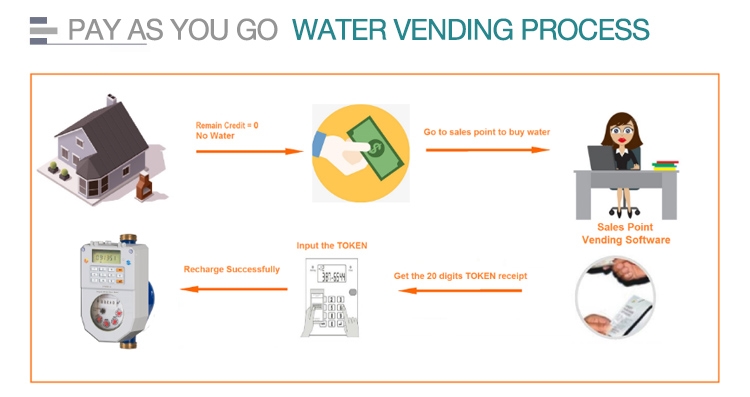 PAY AS YOU GO WATER VENDING PROCESS
Remain Credit = 0
No Water
Go to sales point to buy water
Sales Point
Vending Software
Input the TOKEN
Recharge Successfully
Get the 20 digits TOKEN receipt